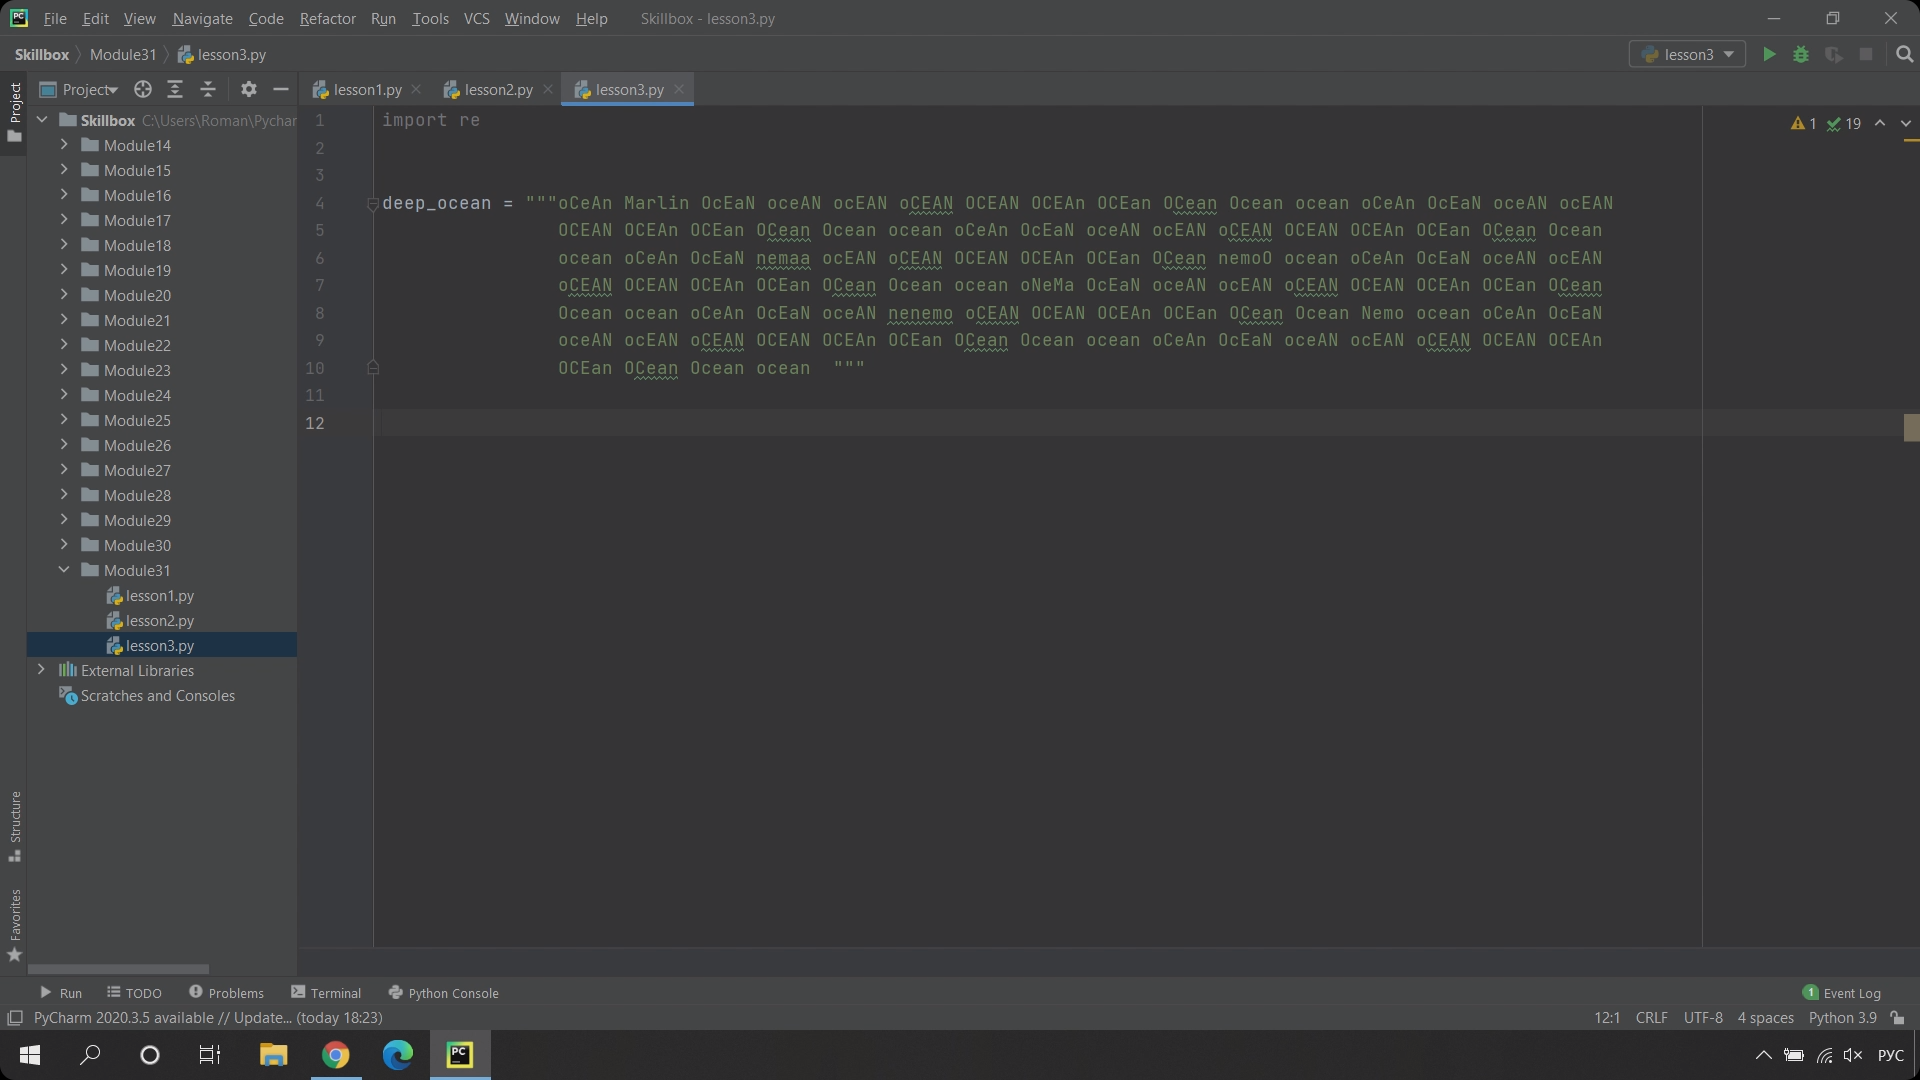 File Edit View Navigate Code Refactor Run Tools VCS Window Help Skillbox - lesson3.py
Skillbox Module31 lesson3.py lesson3
Project lesson1.py lesson2.py lesson3.py
Project
Skillbox C:\Users\Roman\Pychar
Module14
Module15
Module16
Module17
Module18
Module19
Module20
Module21
Module22
Module23
Module24
Module25
Module26
Module27
Module28
Module29
Module30
Module31
lesson1.py
lesson2.py
lesson3.py
External Libraries
Scratches and Consoles
Structure
Favorites
1 import re
2
3
4 deep_ocean = """oCeAn Marlin OcEaN oceAN ocEAN oCEAN OCEAN OCEAn OCEan OCean Ocean ocean oCeAn OcEaN oceAN ocEAN
5 OCEAN OCEAn OCEan OCean Ocean ocean oCeAn OcEaN oceAN ocEAN oCEAN OCEAN OCEAn OCEan OCean Ocean
6 ocean oCeAn OcEaN nemaa ocEAN oCEAN OCEAN OCEAn OCEan OCean nemoO ocean oCeAn OcEaN oceAN ocEAN
7 oCEAN OCEAN OCEAn OCEan OCean Ocean ocean oNeMa OcEaN oceAN ocEAN oCEAN OCEAN OCEAn OCEan OCean
8 Ocean ocean oCeAn OcEaN oceAN nenemo oCEAN OCEAN OCEAn OCEan OCean Ocean Nemo ocean oCeAn OcEaN
9 oceAN ocEAN oCEAN OCEAN OCEAn OCEan OCean Ocean ocean oCeAn OcEaN oceAN ocEAN oCEAN OCEAN OCEAn
10 OCEan OCean Ocean ocean """
11
12
1 19
Run TODO Problems Terminal Python Console 1 Event Log
PyCharm 2020.3.5 available // Update... (today 18:23) 12:1 CRLF UTF-8 4 spaces Python 3.9
PC РУС